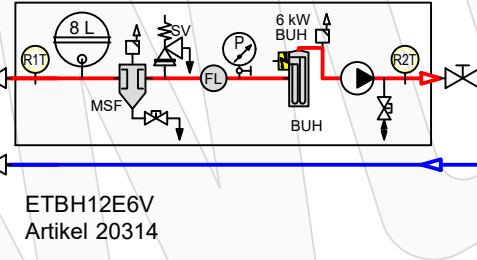 8 L
SV
6 kW
BUH
P
R1T
R2T
FL
MSF
BUH
ETBH12E6V
Artikel 20314